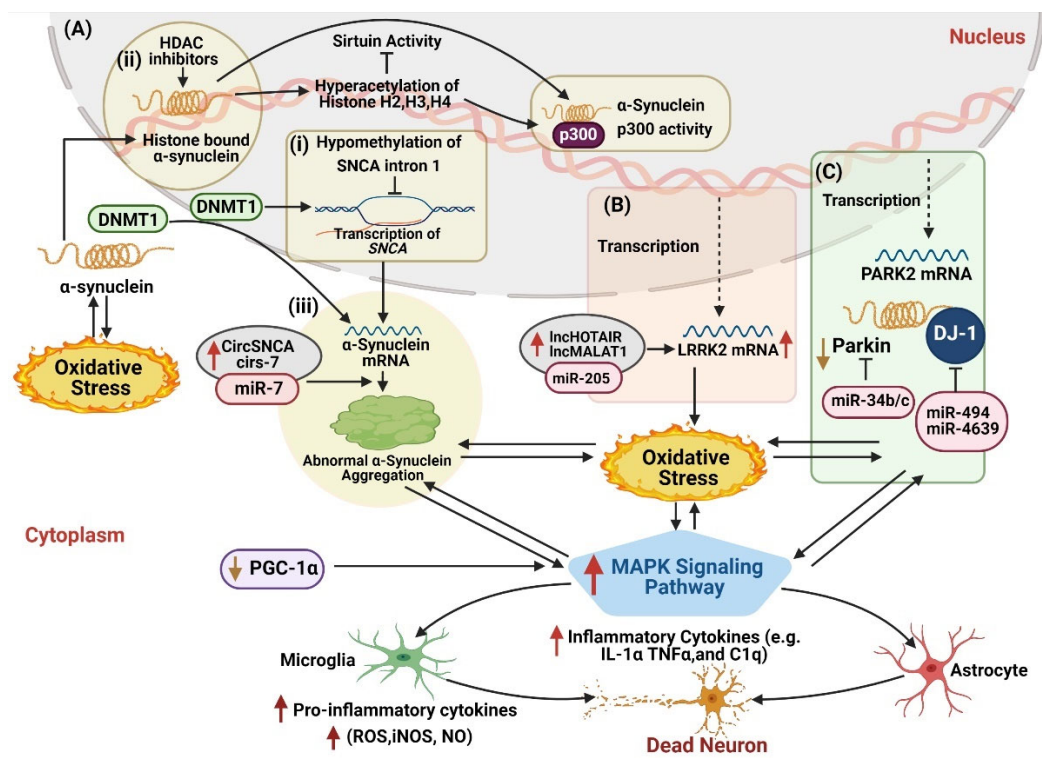 (A)
Nucleus
(ii)
HDAC
inhibitors
Histone bound
α-synuclein
Sirtuin Activity
Hyperacetylation of
Histone H2,H3,H4
α-Synuclein
p300 activity
p300
(i)
Hypomethylation of
SNCA intron 1
Transcription of
SNCA
DNMT1
DNMT1
α-synuclein
Oxidative
Stress
(iii)
CircSNCA
cirs-7
miR-7
α-Synuclein
mRNA
Abnormal α-Synuclein
Aggregation
(B)
Transcription
lncHOTAIR
lncMALAT1
miR-205
LRRK2 mRNA
(C)
Transcription
PARK2 mRNA
DJ-1
Parkin
miR-34b/c
miR-494
miR-4639
Oxidative
Stress
Cytoplasm
PGC-1α
MAPK Signaling
Pathway
Inflammatory Cytokines (e.g.
IL-1α TNFα,and C1q)
Microglia
Astrocyte
Pro-inflammatory cytokines
(ROS,iNOS, NO)
Dead Neuron